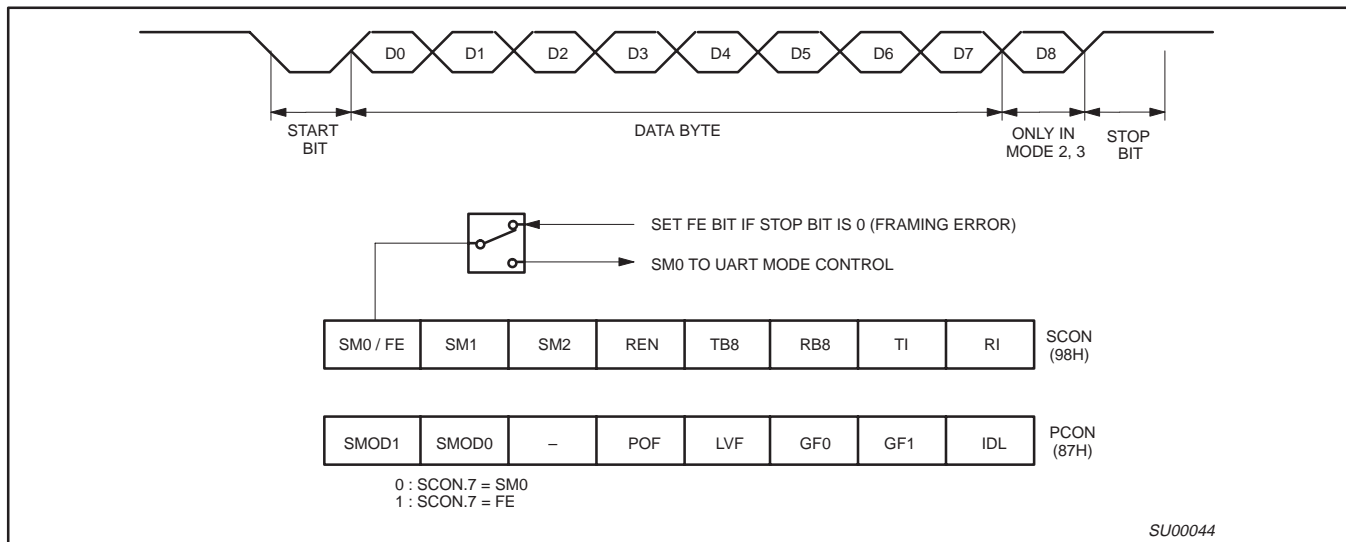 D0 D1 D2 D3 D4 D5 D6 D7 D8
START
BIT
DATA BYTE
ONLY IN
MODE 2, 3
STOP
BIT
SET FE BIT IF STOP BIT IS 0 (FRAMING ERROR)
SM0 TO UART MODE CONTROL
SM0 / FE SM1 SM2 REN TB8 RB8 TI RI
SCON
(98H)
SMOD1 SMOD0 – POF LVF GF0 GF1 IDL
PCON
(87H)
0 : SCON.7 = SM0
1 : SCON.7 = FE
SU00044